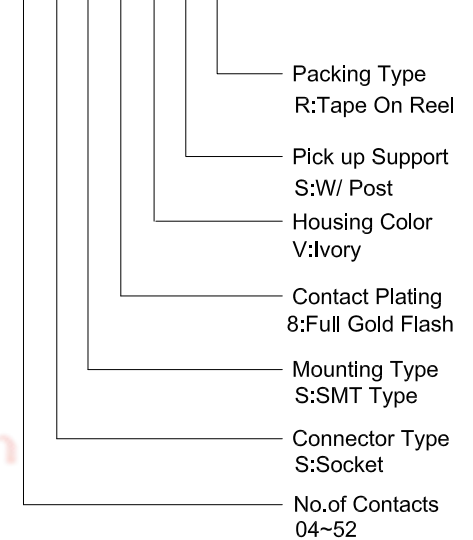 Packing Type
R:Tape On Reel
Pick up Support
S:W/ Post
Housing Color
V:Ivory
Contact Plating
8:Full Gold Flash
Mounting Type
S:SMT Type
Connector Type
S:Socket
No.of Contacts
04~52